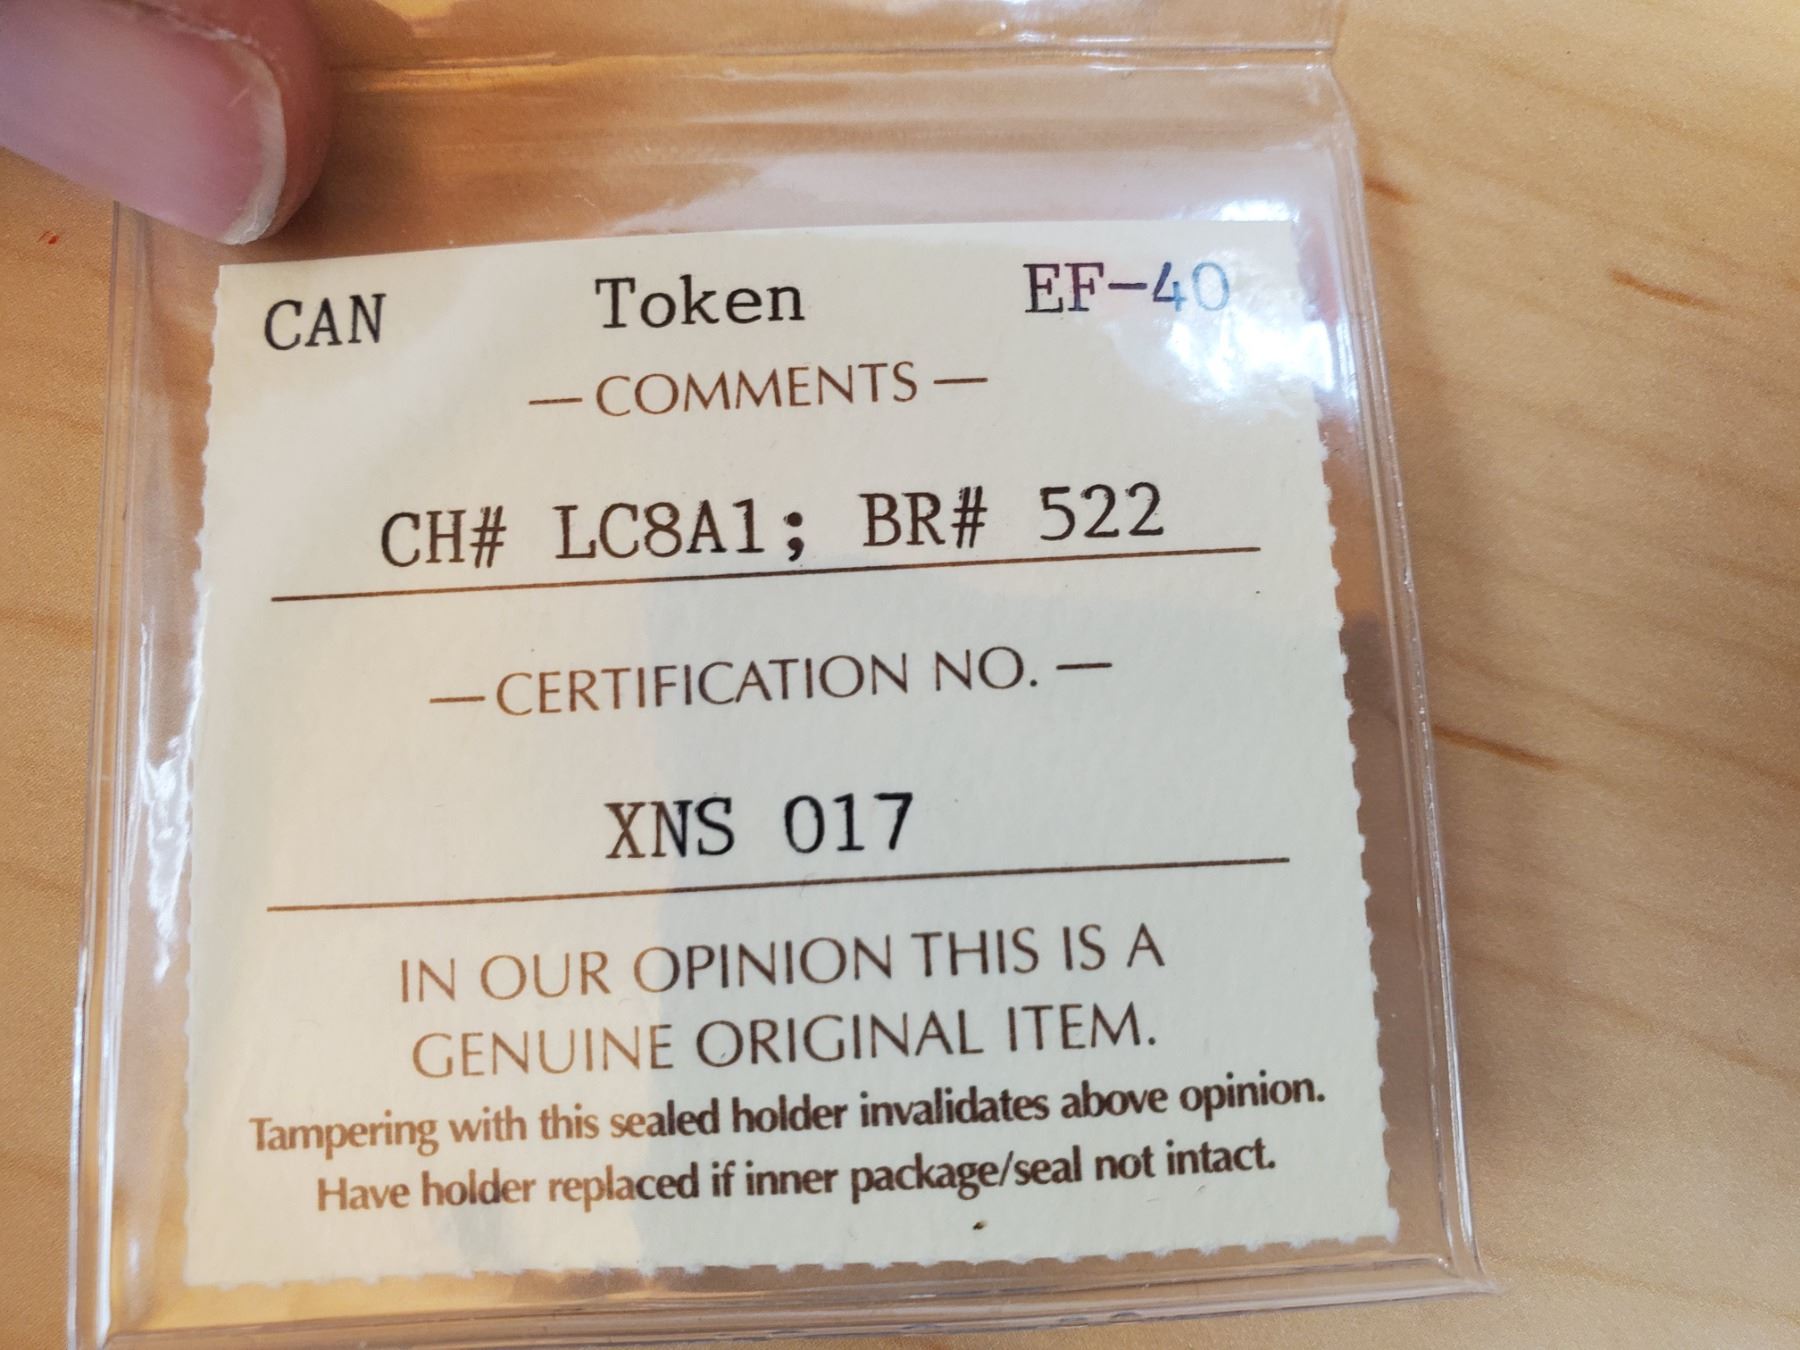 CAN Token EF-40
— COMMENTS —
CH# LC8A1; BR# 522
— CERTIFICATION NO. —
XNS 017
IN OUR OPINION THIS IS A
GENUINE ORIGINAL ITEM.
Tampering with this sealed holder invalidates above opinion.
Have holder replaced if inner package/seal not intact.